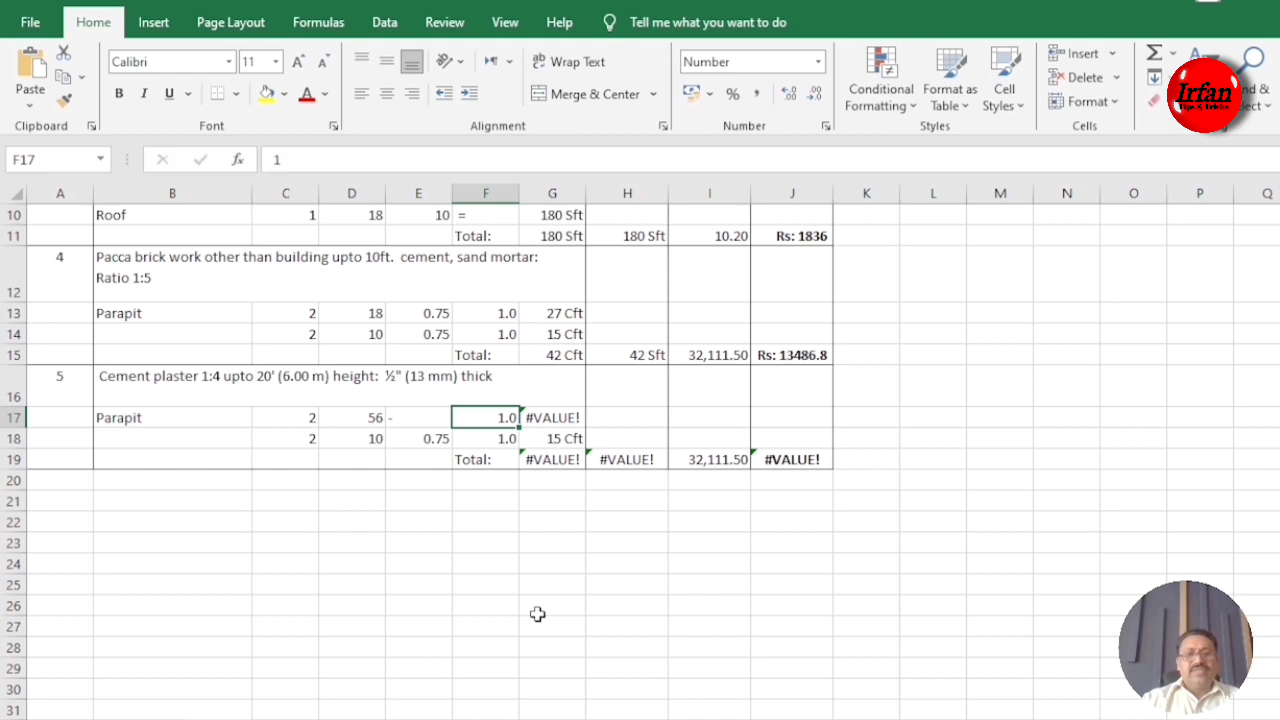 File Home Insert Page Layout Formulas Data Review View Help Tell me what you want to do
Paste
Calibri 11
B I U
Wrap Text
Merge & Center
Number
Conditional Formatting
Format as Table
Cell Styles
Insert
Delete
Format
Irfan
Tips & Tricks
Clipboard Font Alignment Number Styles Cells
F17 fx 1
A B C D E F G H I J K L M N O P Q
10 Roof 1 18 10 = 180 Sft
11 Total: 180 Sft 180 Sft 10.20 Rs: 1836
4 Pacca brick work other than building upto 10ft. cement, sand mortar:
12 Ratio 1:5
13 Parapit 2 18 0.75 1.0 27 Cft
14 2 10 0.75 1.0 15 Cft
15 Total: 42 Cft 42 Sft 32,111.50 Rs: 13486.8
5 Cement plaster 1:4 upto 20' (6.00 m) height: ½" (13 mm) thick
16
17 Parapit 2 56 - 1.0 #VALUE!
18 2 10 0.75 1.0 15 Cft
19 Total: #VALUE! #VALUE! 32,111.50 #VALUE!
20
21
22
23
24
25
26
27
28
29
30
31